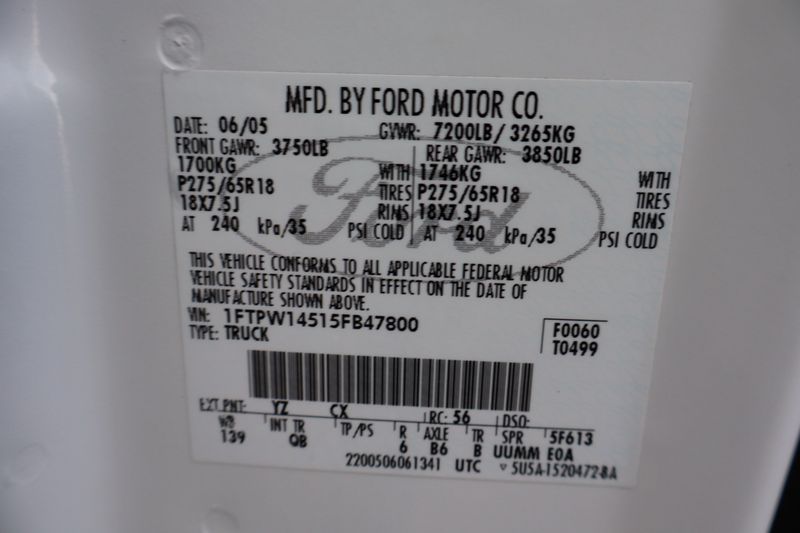 MFD. BY FORD MOTOR CO.
DATE: 06/05 GVWR: 7200LB/ 3265KG
FRONT GAWR: 3750LB REAR GAWR: 3850LB
1700KG WITH 1746KG WITH
P275/65R18 TIRES P275/65R18 TIRES
18X7.5J RIMS 18X7.5J RIMS
AT 240 kPa/35 PSI COLD AT 240 kPa/35 PSI COLD
Ford
THIS VEHICLE CONFORMS TO ALL APPLICABLE FEDERAL MOTOR
VEHICLE SAFETY STANDARDS IN EFFECT ON THE DATE OF
MANUFACTURE SHOWN ABOVE.
VIN: 1FTPW14515FB47800 F0060
TYPE: TRUCK T0499
EXT PNT: YZ CX RC: 56 DSO:
WB INT TR TP/PS R AXLE TR SPR 5F613
139 QB 6 B6 B UUMM E0A
2200506061341 UTC 5U5A-1520472-BA